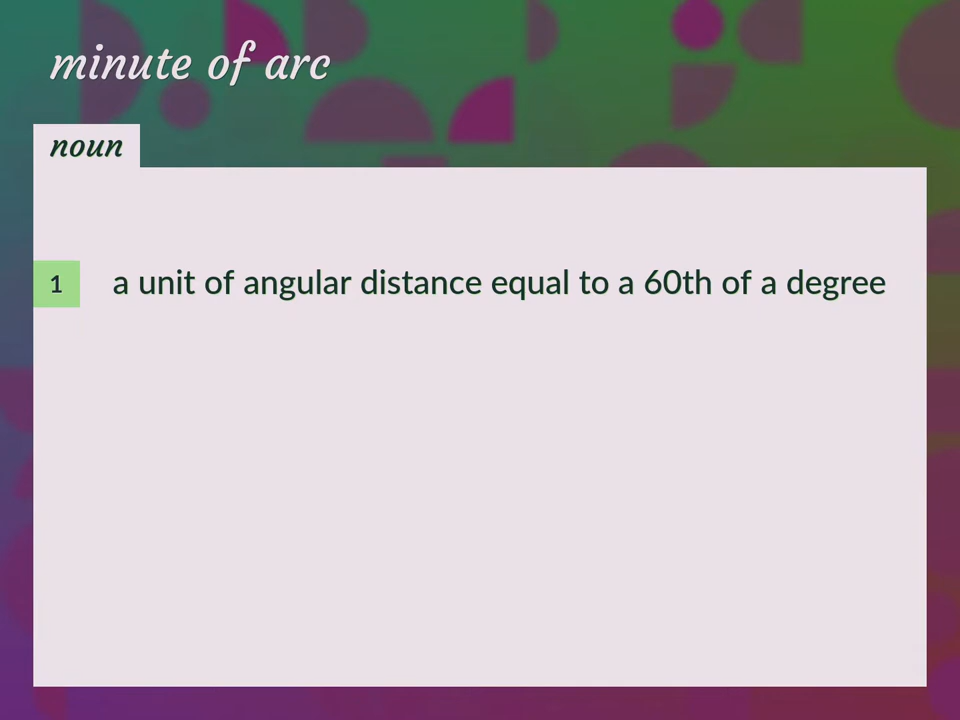 minute of arc
noun
1 a unit of angular distance equal to a 60th of a degree